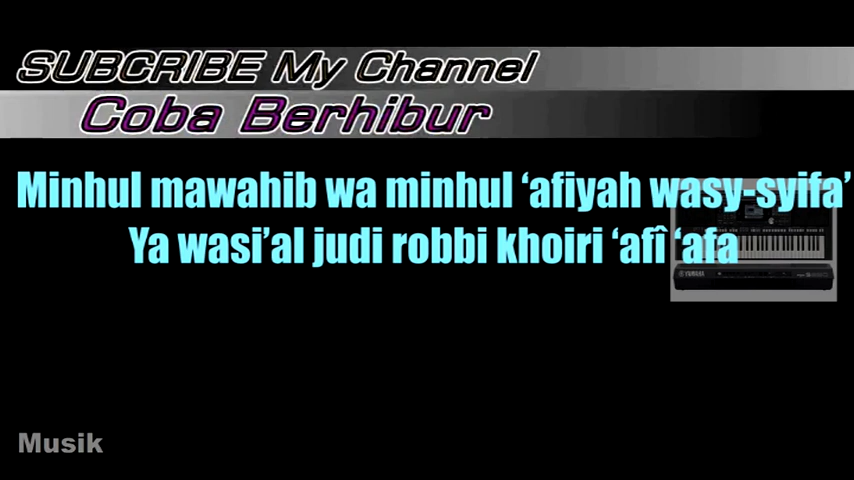 SUBCRIBE My Channel
Coba Berhibur
Minhul mawahib wa minhul ‘afiyah wasy-syifa’
Ya wasi’al judi robbi khoiri ‘afî ‘afa
YAMAHA
Musik